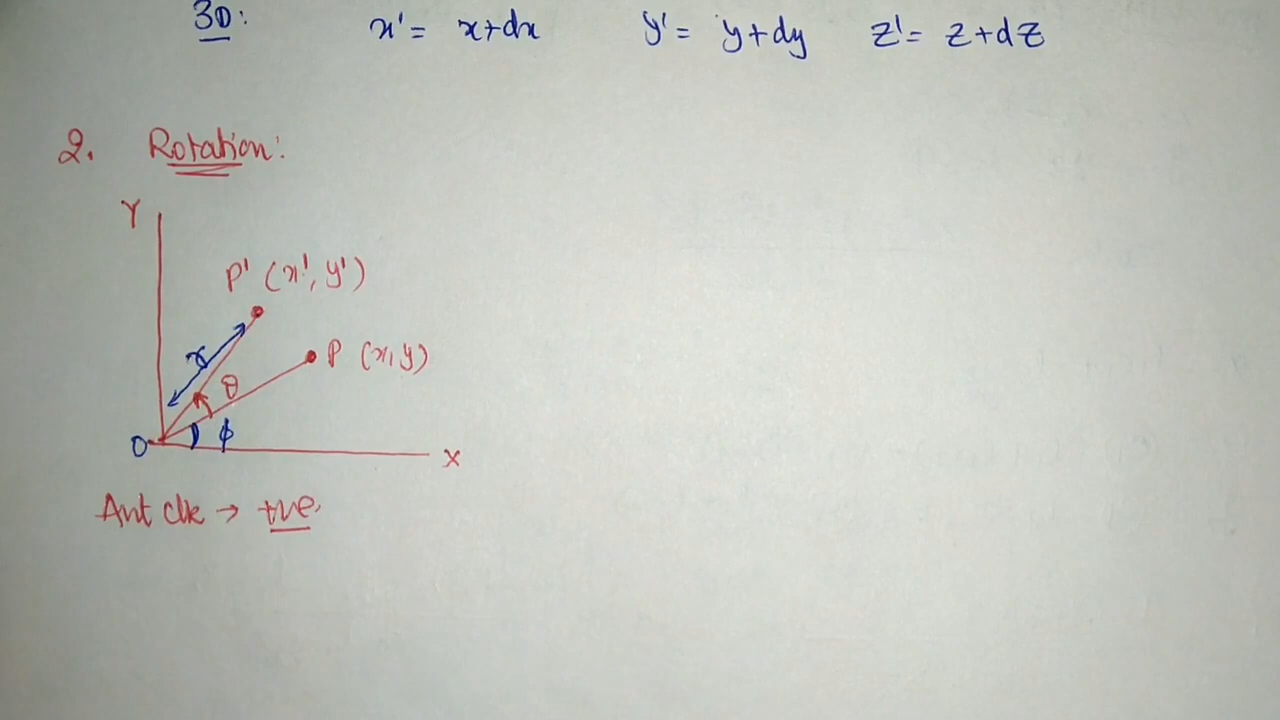 3D: x' = x+dx y' = y+dy z' = z+dz
2. Rotation:
Y
P' (x', y')
r
P (x, y)
θ
O
φ
X
Ant clk → +ve.